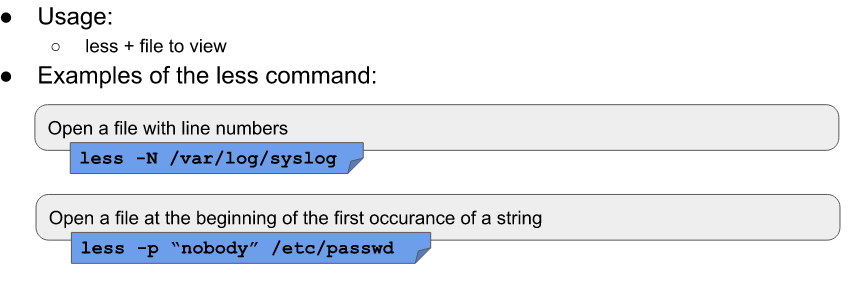 ● Usage:
○ less + file to view
● Examples of the less command:
Open a file with line numbers
less -N /var/log/syslog
Open a file at the beginning of the first occurance of a string
less -p “nobody” /etc/passwd